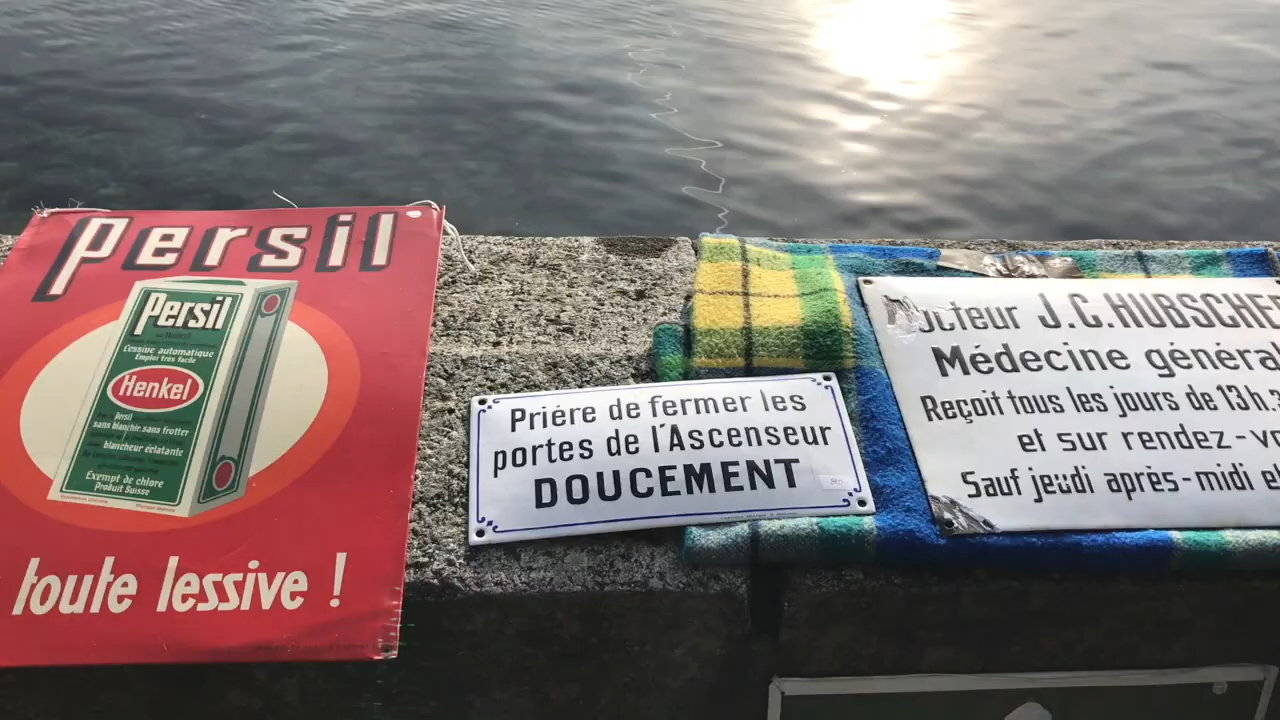 Persil
Persil
Lessive automatique
Emploi très facile
Henkel
Persil
sans blanchir, sans frotter
blancheur éclatante
Exempt de chlore
Produit Suisse
toute lessive !
Prière de fermer les
portes de l'Ascenseur
DOUCEMENT
octeur J.C. HUBSCHE
Médecine général
Reçoit tous les jours de 13h.
et sur rendez-v
Sauf jeudi après-midi e